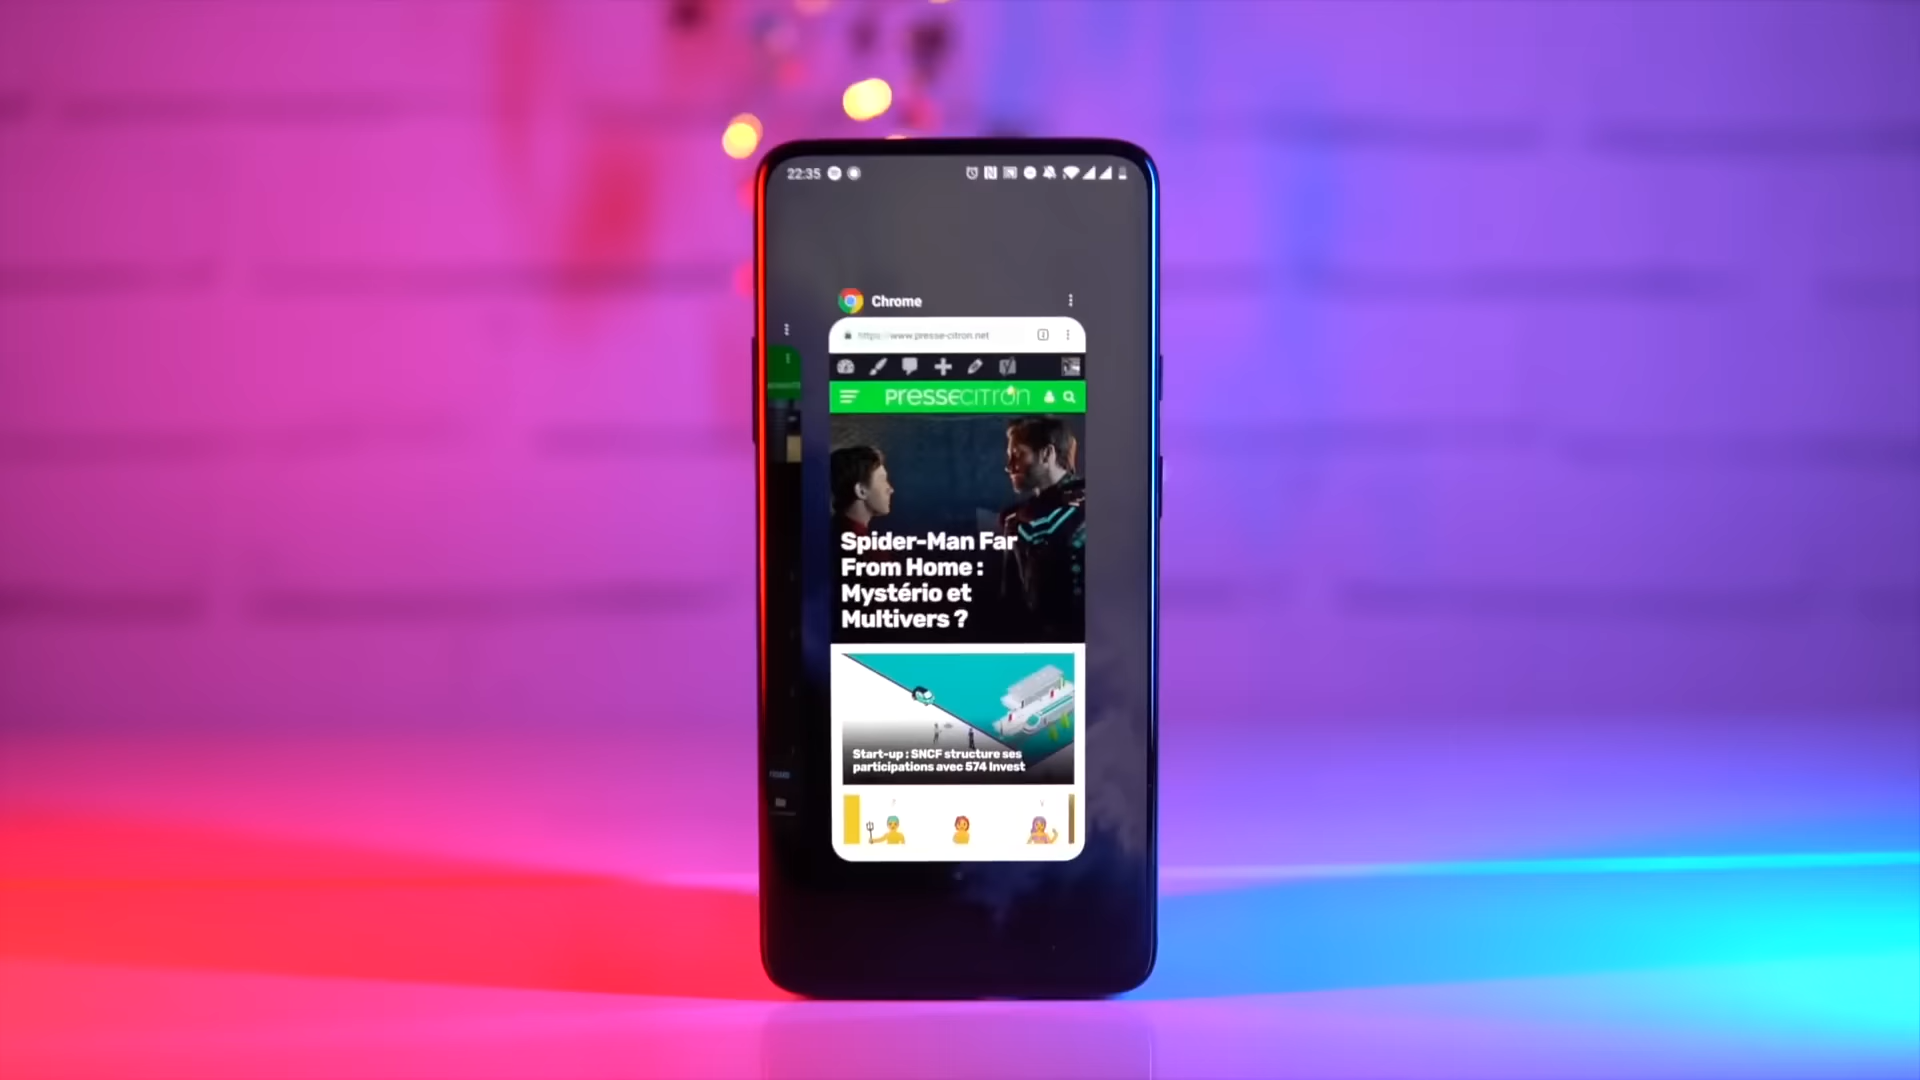 22:35
Chrome
https://www.presse-citron.net
PRESSECITRON
Spider-Man Far
From Home :
Mystério et
Multivers ?
Start-up : SNCF structure ses
participations avec 574 Invest